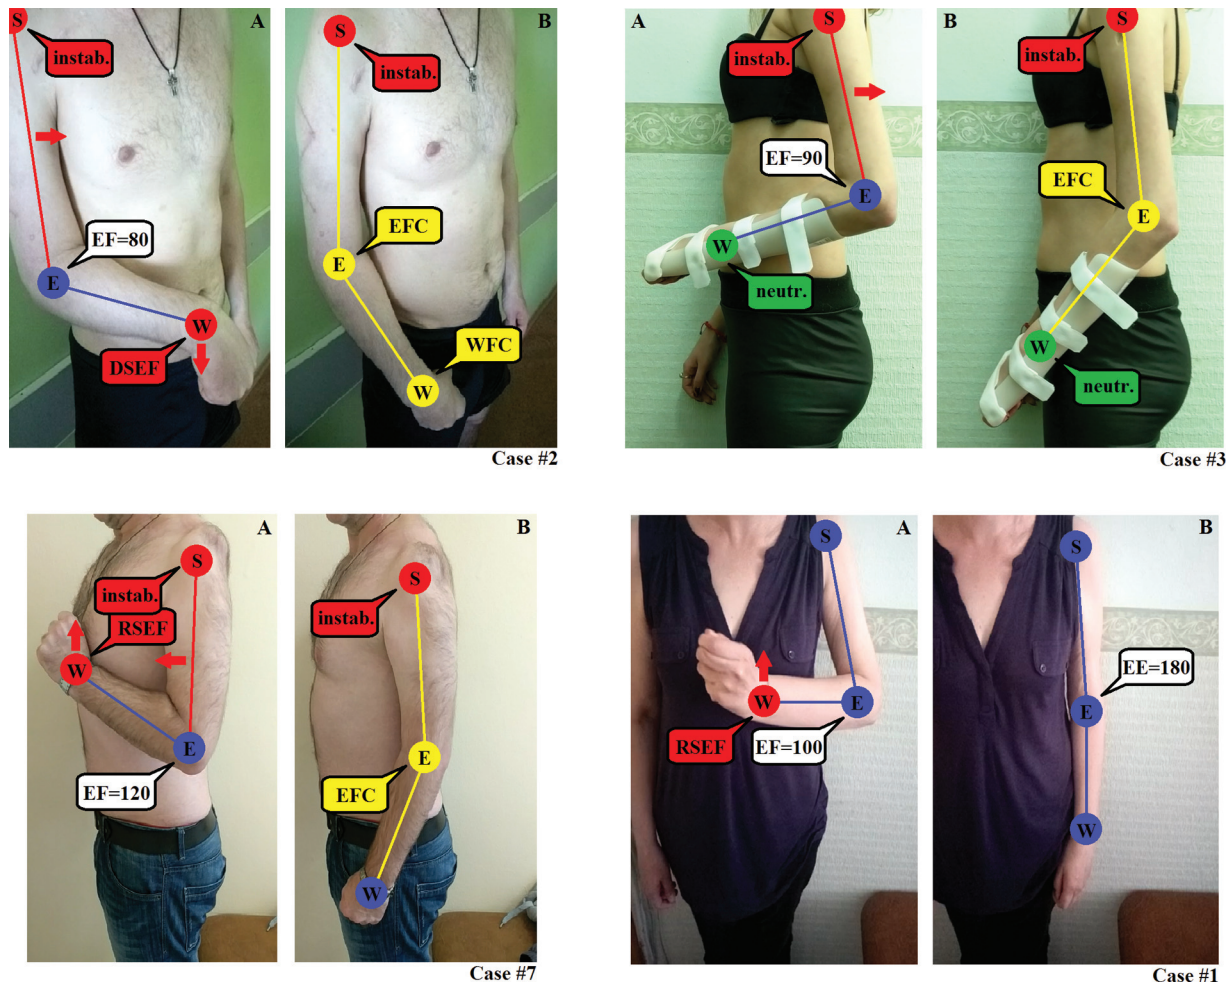 A
S
instab.
EF=80
E
W
DSEF
B
S
instab.
EFC
E
WFC
W
Case #2
A
S
instab.
EF=90
E
W
neutr.
B
S
instab.
EFC
E
W
neutr.
Case #3
A
S
instab.
RSEF
W
E
EF=120
B
S
instab.
E
EFC
W
Case #7
A
S
W
E
RSEF
EF=100
B
S
EE=180
E
W
Case #1